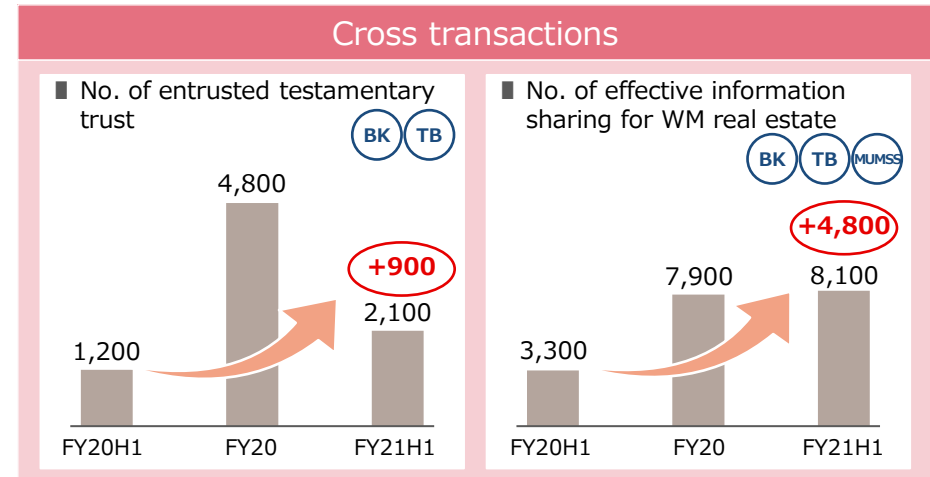 Cross transactions
■ No. of entrusted testamentary
trust
BK TB
4,800
+900
2,100
1,200
FY20H1 FY20 FY21H1
■ No. of effective information
sharing for WM real estate
BK TB MUMSS
+4,800
7,900 8,100
3,300
FY20H1 FY20 FY21H1